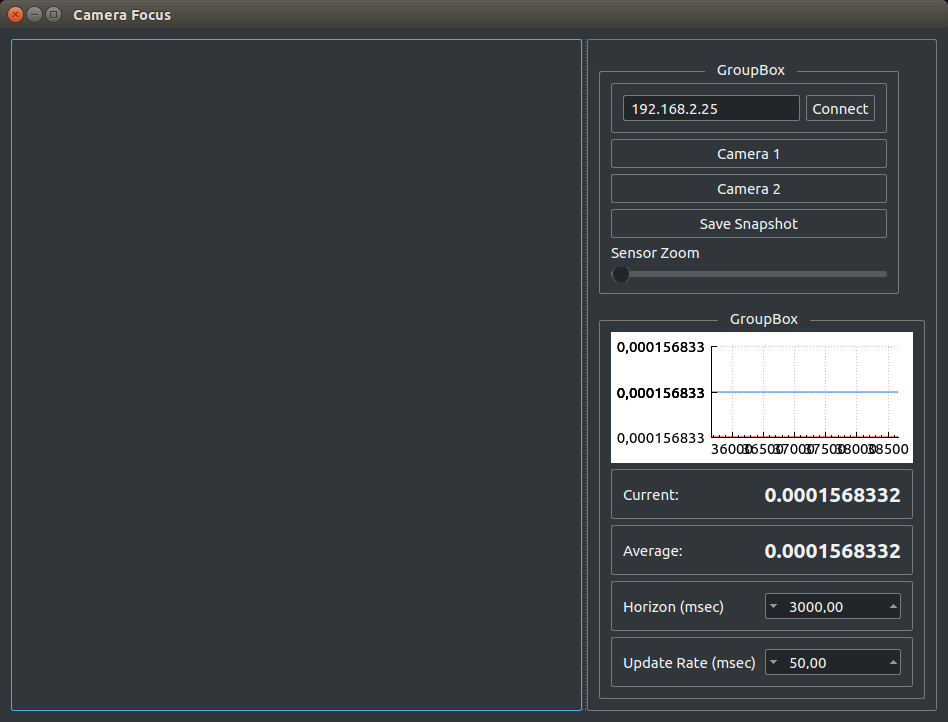 Camera Focus
GroupBox
192.168.2.25 Connect
Camera 1
Camera 2
Save Snapshot
Sensor Zoom
GroupBox
0,000156833
0,000156833
0,000156833
36000 36500 37000 37500 38000 38500
Current: 0.0001568332
Average: 0.0001568332
Horizon (msec) 3000,00
Update Rate (msec) 50,00